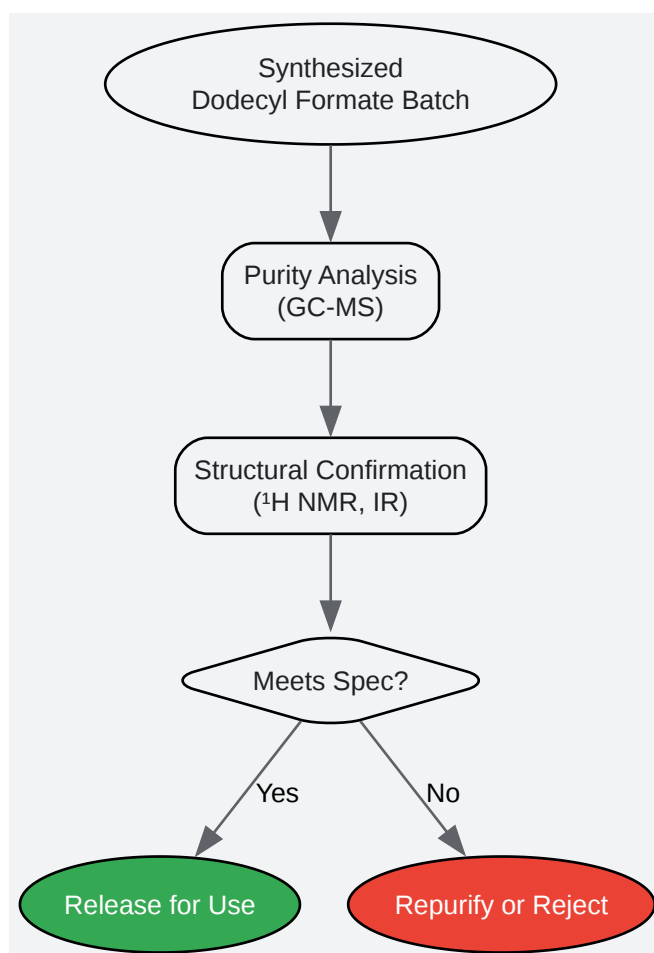 Synthesized
Dodecyl Formate Batch
Purity Analysis
(GC-MS)
Structural Confirmation
(¹H NMR, IR)
Meets Spec?
Yes
No
Release for Use
Repurify or Reject